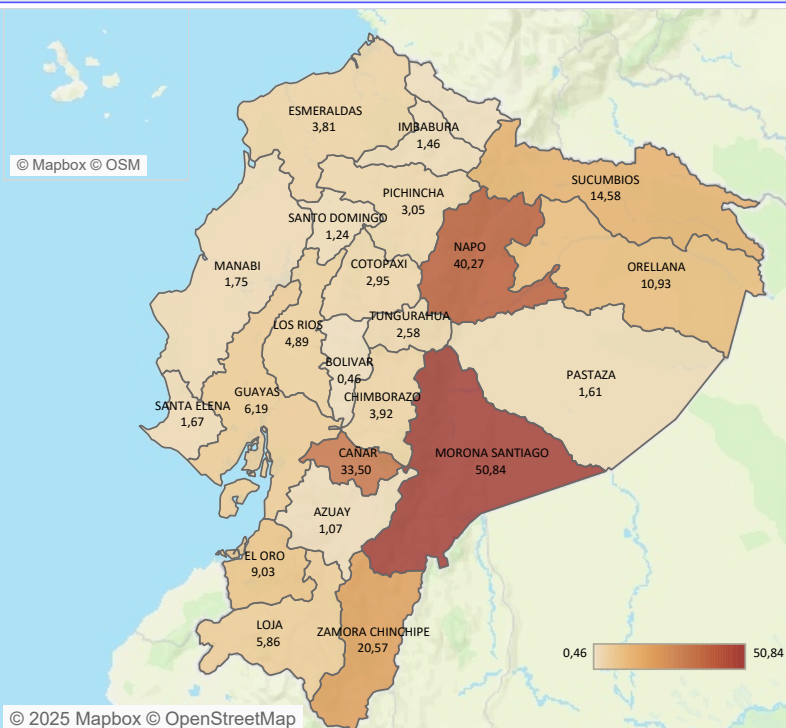 © Mapbox © OSM
ESMERALDAS
3,81
IMBABURA
1,46
SUCUMBIOS
14,58
PICHINCHA
3,05
SANTO DOMINGO
1,24
NAPO
40,27
MANABI
1,75
COTOPAXI
2,95
ORELLANA
10,93
TUNGURAHUA
2,58
LOS RIOS
4,89
BOLIVAR
0,46
PASTAZA
1,61
GUAYAS
6,19
CHIMBORAZO
3,92
SANTA ELENA
1,67
CAÑAR
33,50
MORONA SANTIAGO
50,84
AZUAY
1,07
EL ORO
9,03
LOJA
5,86
ZAMORA CHINCHIPE
20,57
0,46
50,84
© 2025 Mapbox © OpenStreetMap